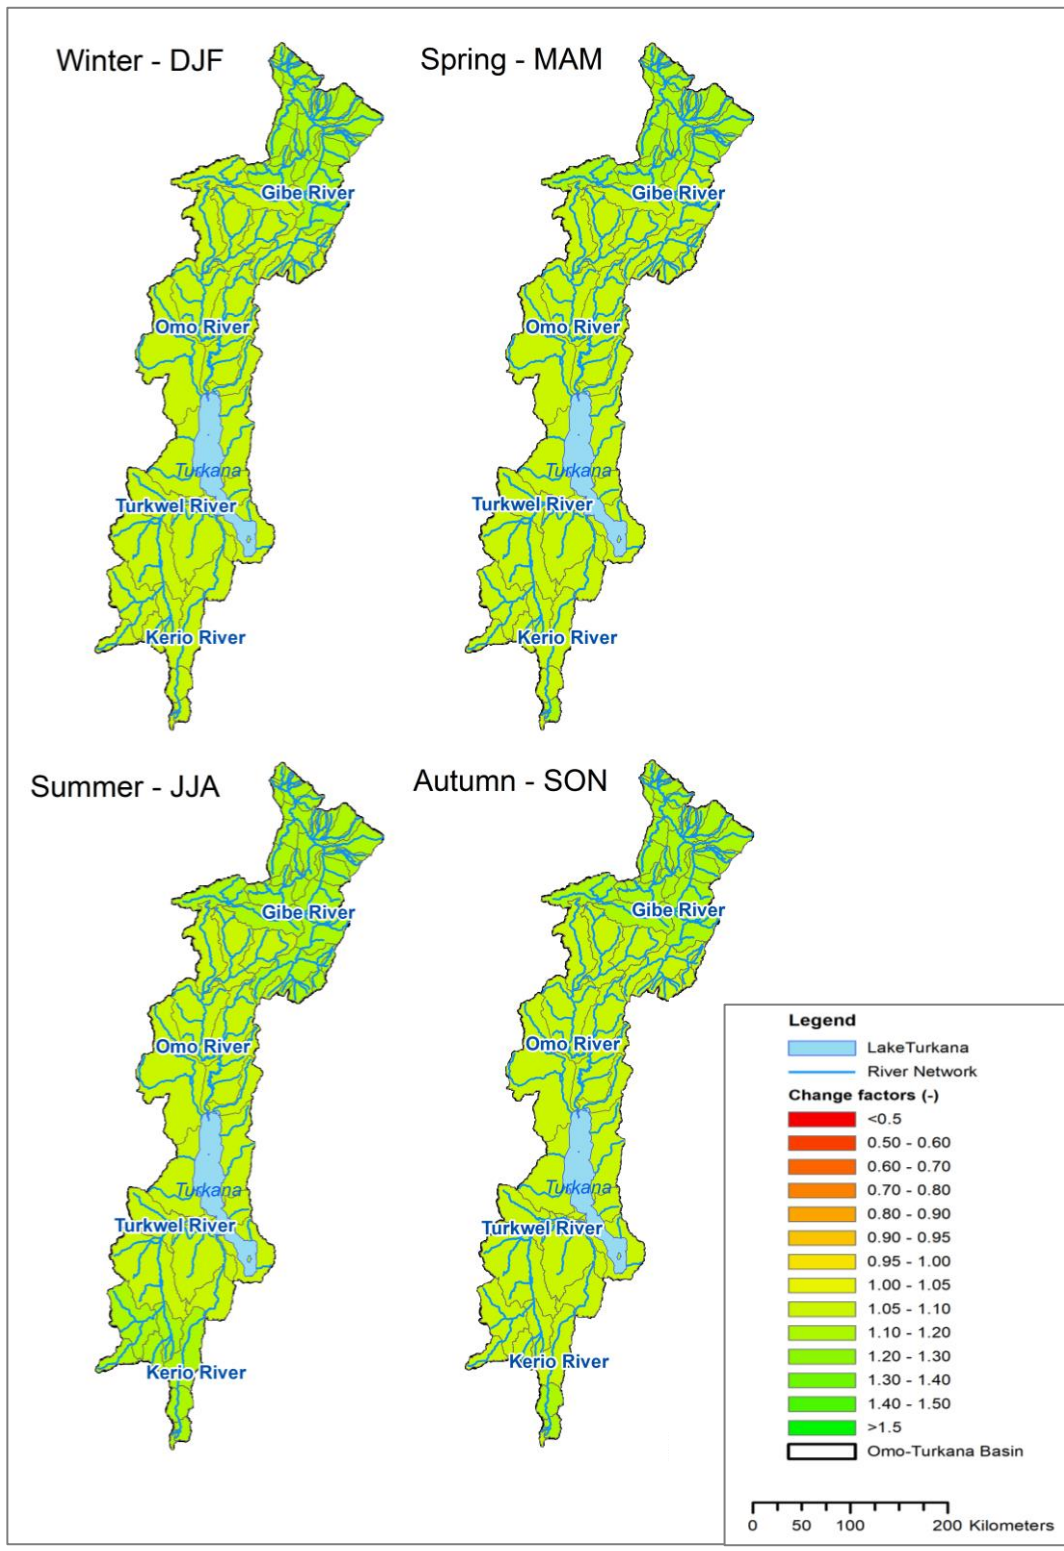 Winter - DJF
Spring - MAM
Gibe River
Gibe River
Omo River
Omo River
Turkana
Turkana
Turkwel River
Turkwel River
Kerio River
Kerio River
Summer - JJA
Autumn - SON
Gibe River
Gibe River
Omo River
Omo River
Turkana
Turkana
Turkwel River
Turkwel River
Kerio River
Kerio River
Legend
LakeTurkana
River Network
Change factors (-)
<0.5
0.50 - 0.60
0.60 - 0.70
0.70 - 0.80
0.80 - 0.90
0.90 - 0.95
0.95 - 1.00
1.00 - 1.05
1.05 - 1.10
1.10 - 1.20
1.20 - 1.30
1.30 - 1.40
1.40 - 1.50
>1.5
Omo-Turkana Basin
0 50 100 200 Kilometers